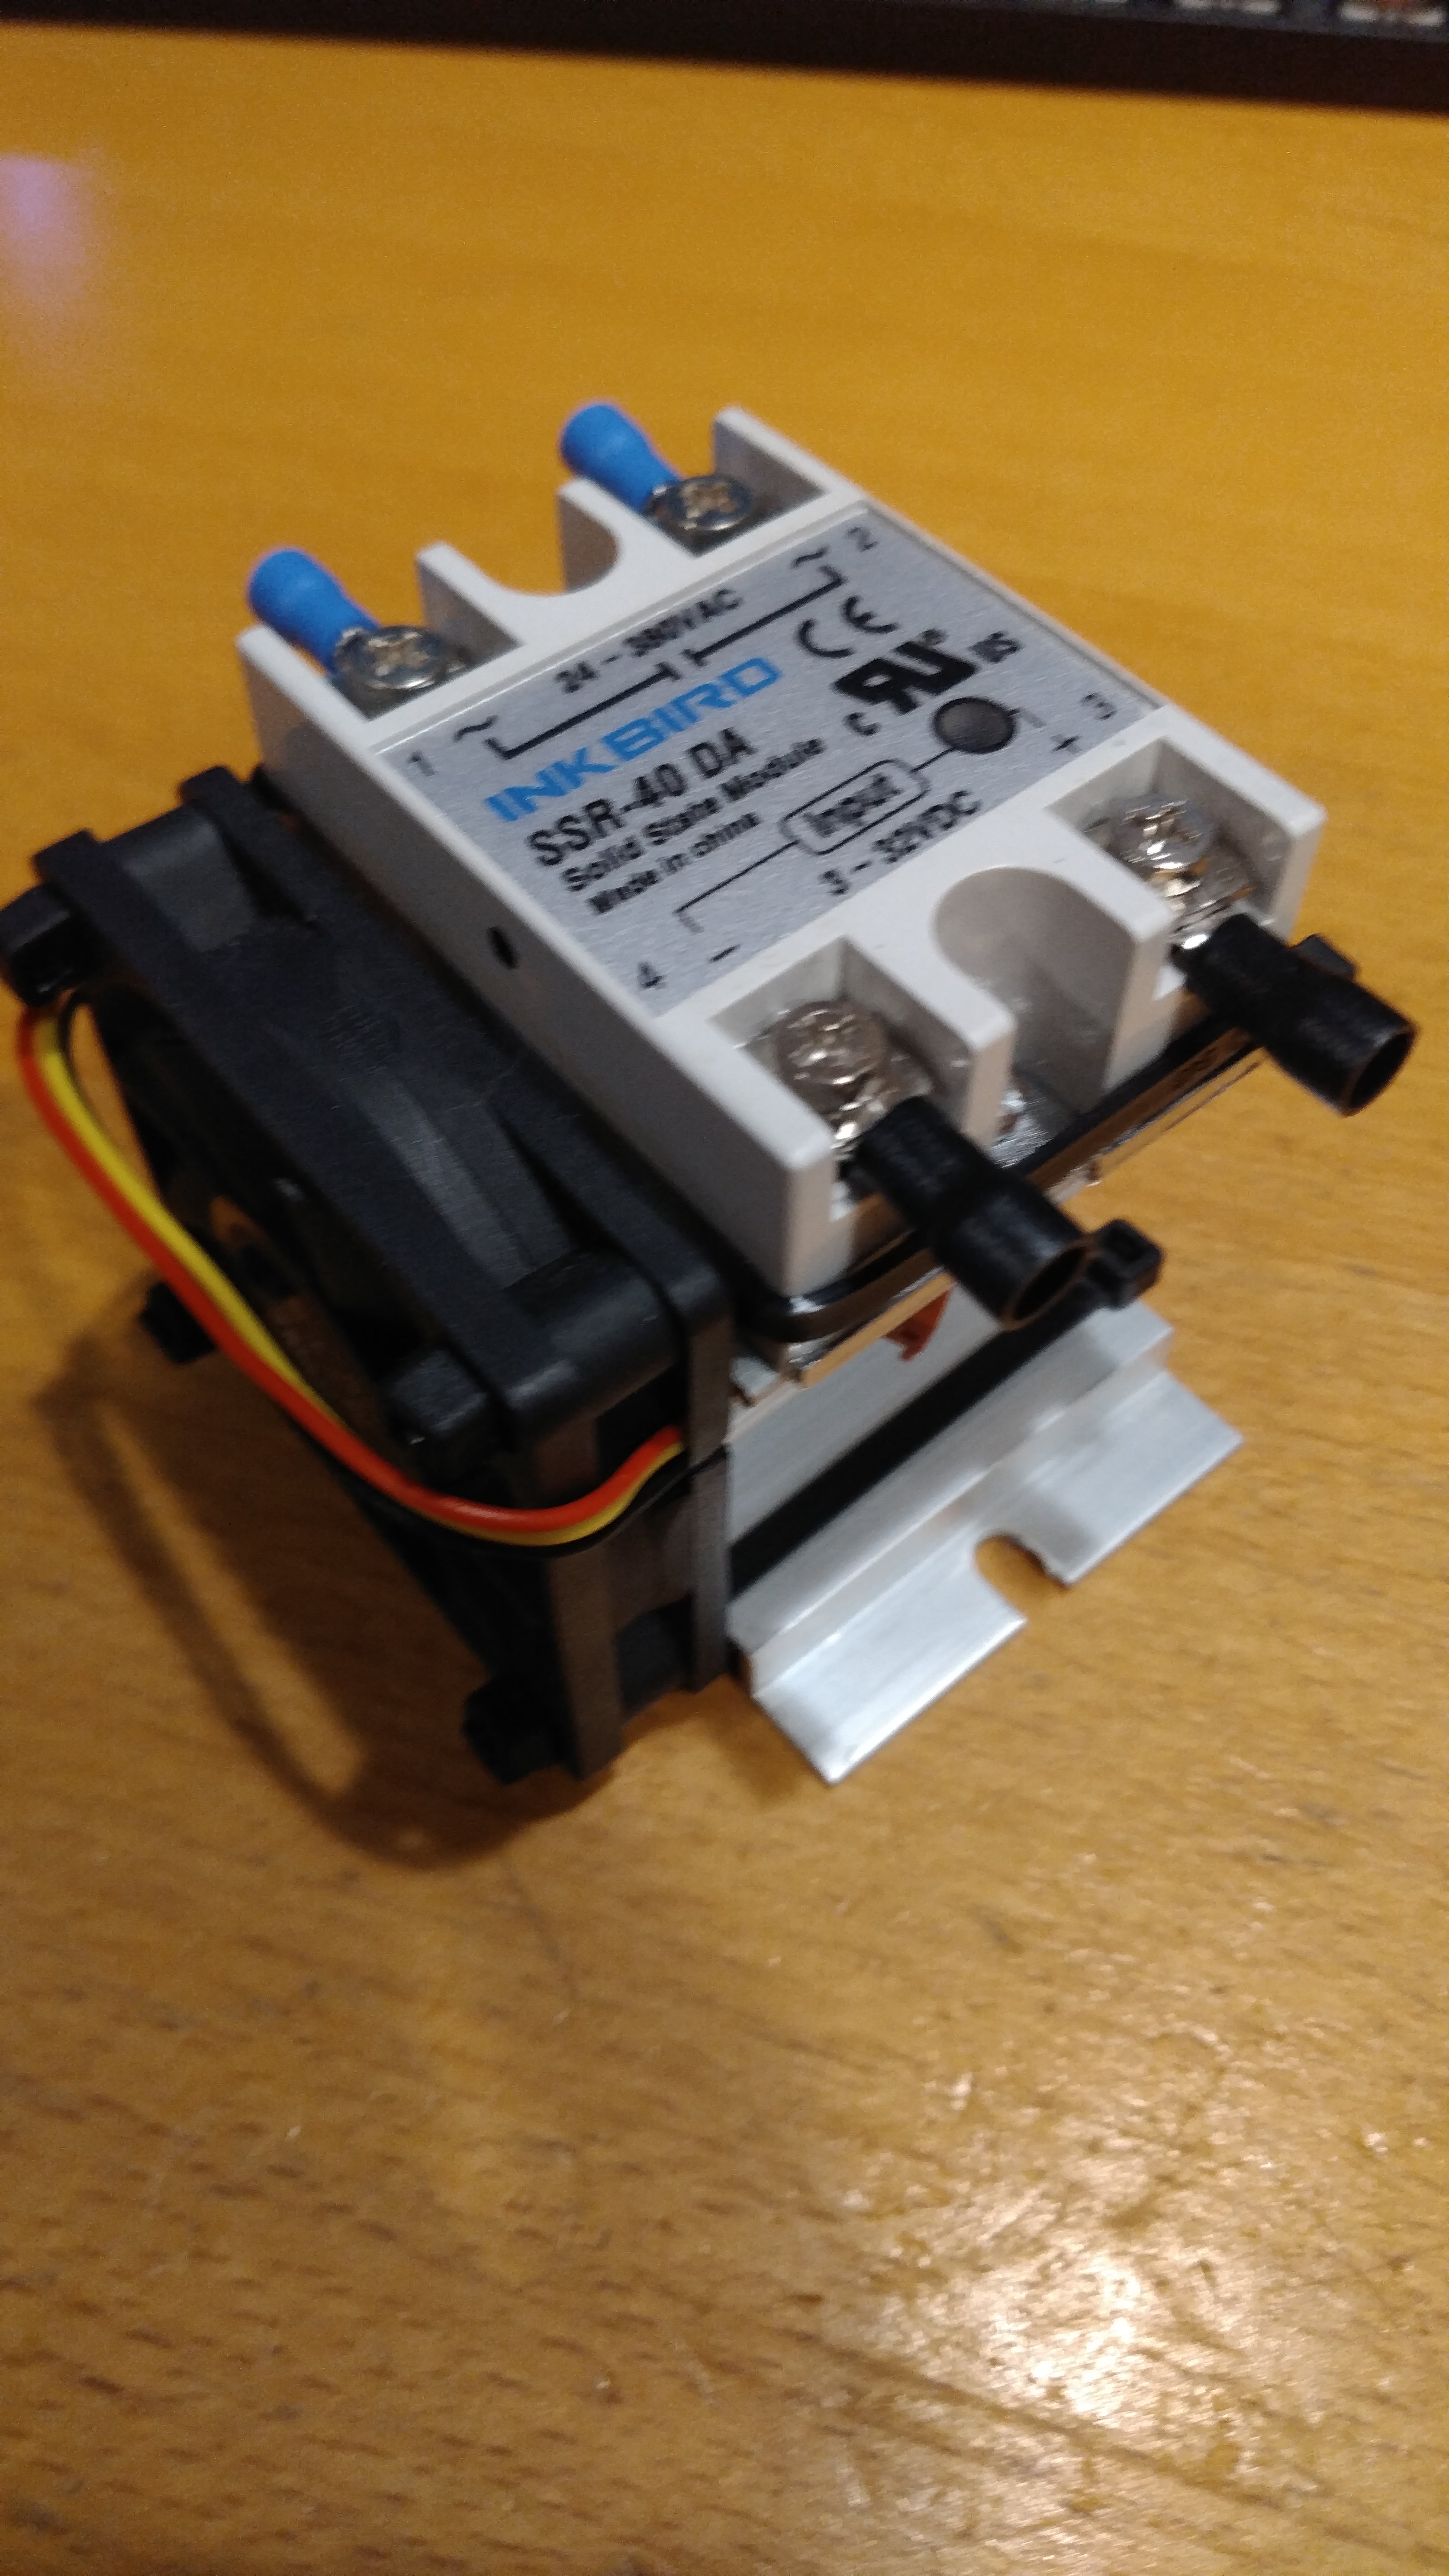 1 ~ 24-380VAC ~ 2
INKBIRD
SSR-40 DA
Solid State Module
Made in china
CE
c RU® US
Input
3-32VDC
4 - + 3